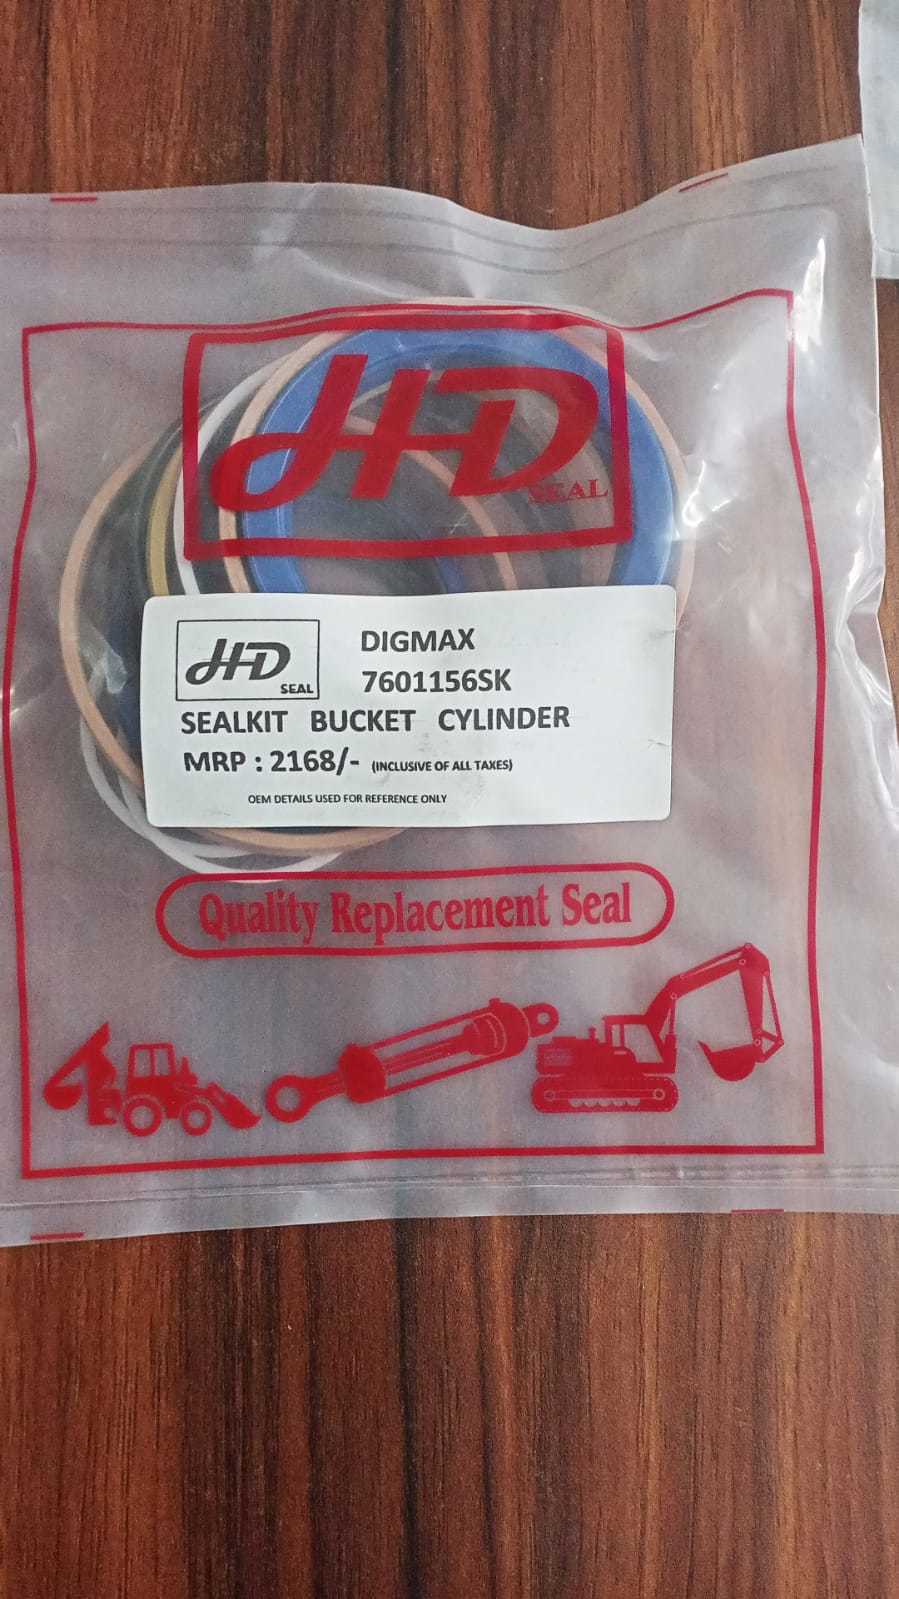 HD
SEAL
HD
SEAL
DIGMAX
7601156SK
SEALKIT BUCKET CYLINDER
MRP : 2168/- (INCLUSIVE OF ALL TAXES)
OEM DETAILS USED FOR REFERENCE ONLY
Quality Replacement Seal